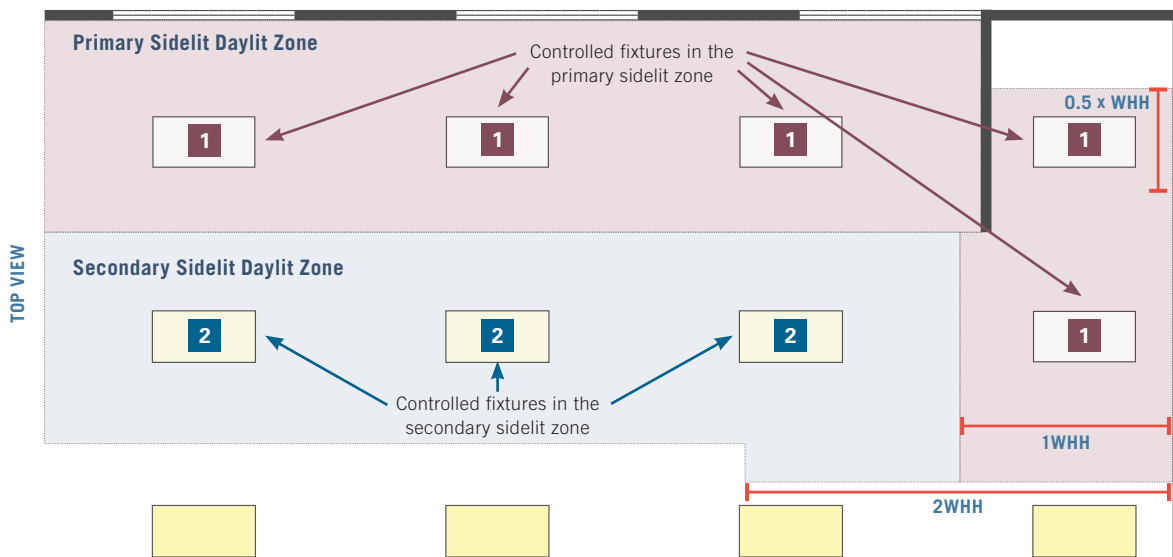 Primary Sidelit Daylit Zone
Controlled fixtures in the
primary sidelit zone
0.5 x WHH
1
1
1
1
TOP VIEW
Secondary Sidelit Daylit Zone
2
2
2
1
Controlled fixtures in the
secondary sidelit zone
1WHH
2WHH